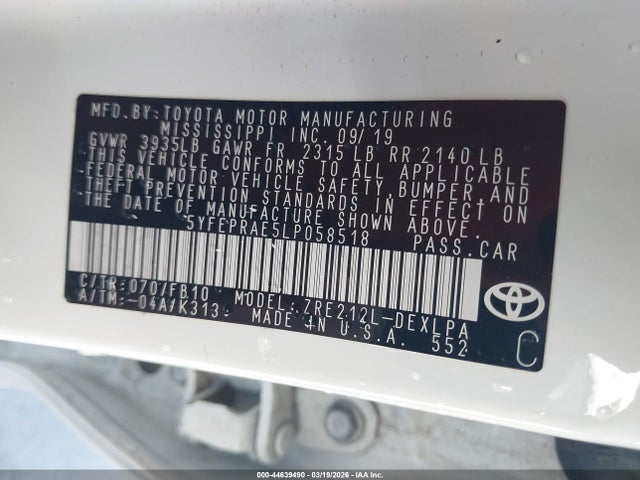 MFD.BY:TOYOTA MOTOR MANUFACTURING
MISSISSIPPI INC. 09/19
GVWR 3935LB GAWR FR 2315 LB RR 2140 LB
THIS VEHICLE CONFORMS TO ALL APPLICABLE
FEDERAL MOTOR VEHICLE SAFETY, BUMPER, AND
THEFT PREVENTION STANDARDS IN EFFECT ON
THE DATE OF MANUFACTURE SHOWN ABOVE.
5YFEPRAE5LP058518 PASS.CAR
C/TR:070/FB10 MODEL:ZRE212L-DEXLPA
A/TM:-04A/K313 MADE IN U.S.A. 552
C
000-44639490 - 03/19/2026 - IAA Inc.